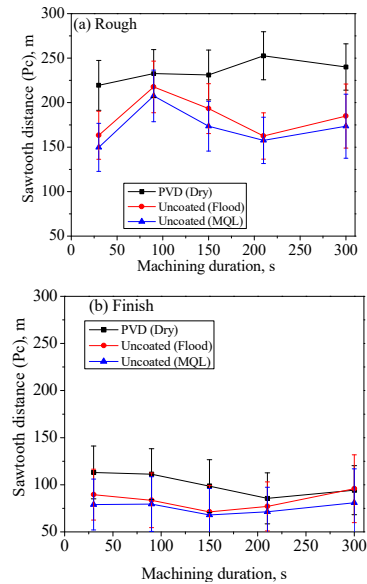 (a) Rough
300
250
200
150
100
50
Sawtooth distance (Pc), m
PVD (Dry)
Uncoated (Flood)
Uncoated (MQL)
0 50 100 150 200 250 300
Machining duration, s
(b) Finish
300
250
200
150
100
50
Sawtooth distance (Pc), m
PVD (Dry)
Uncoated (Flood)
Uncoated (MQL)
0 50 100 150 200 250 300
Machining duration, s